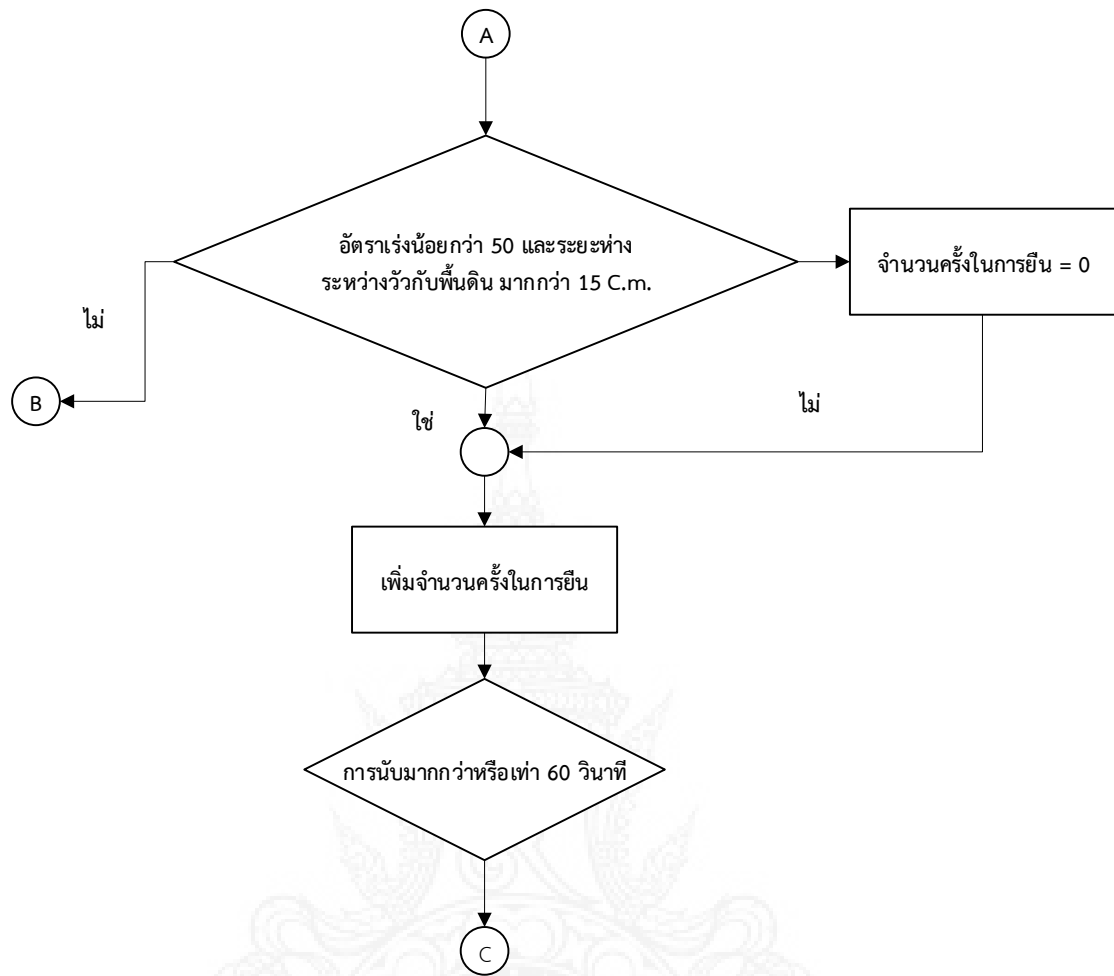 A
อัตราเร่งน้อยกว่า 50 และระยะห่าง
ระหว่างวัวกับพื้นดิน มากกว่า 15 C.m.
จำนวนครั้งในการยืน = 0
ไม่
B
ใช่
ไม่
เพิ่มจำนวนครั้งในการยืน
การนับมากกว่าหรือเท่า 60 วินาที
C